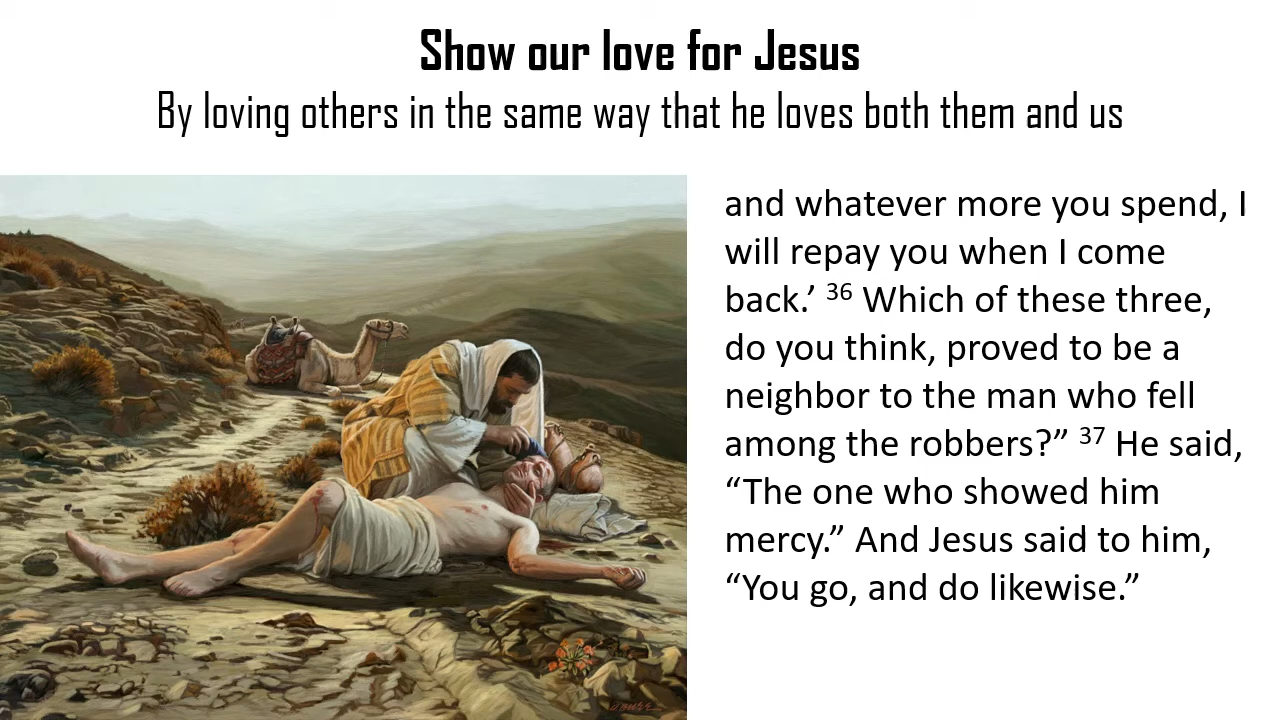 Show our love for Jesus
By loving others in the same way that he loves both them and us
and whatever more you spend, I
will repay you when I come
back.’ 36 Which of these three,
do you think, proved to be a
neighbor to the man who fell
among the robbers?” 37 He said,
“The one who showed him
mercy.” And Jesus said to him,
“You go, and do likewise.”